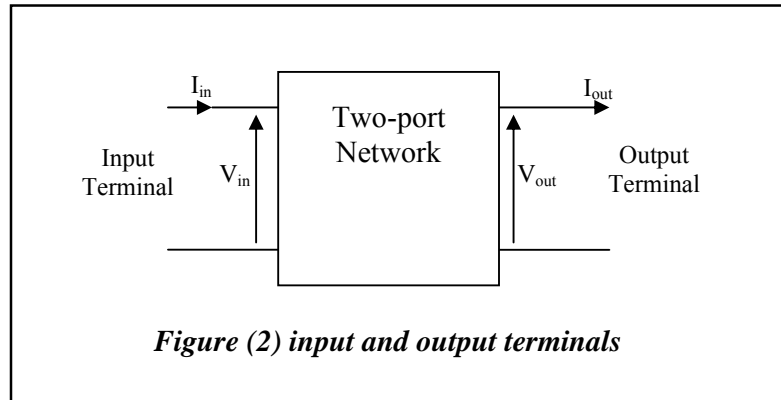 I_in
I_out
Two-port
Network
Input
Terminal
V_in
V_out
Output
Terminal
Figure (2) input and output terminals